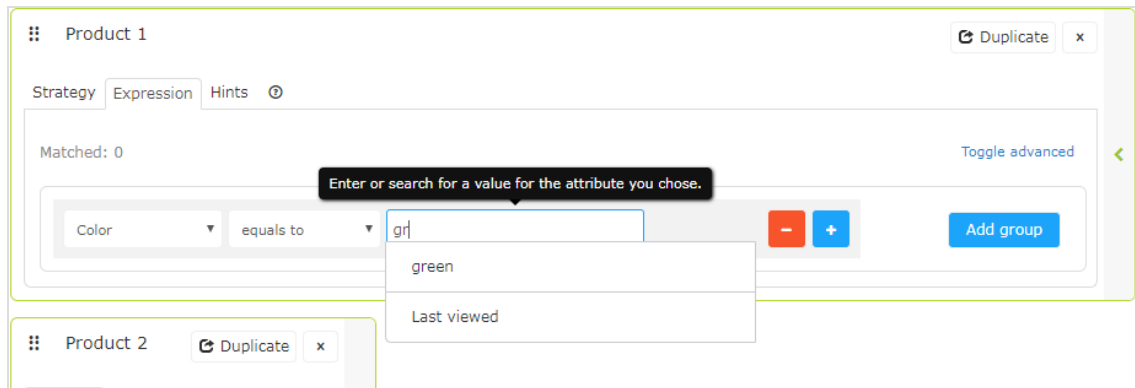 Product 1
Duplicate x
Strategy Expression Hints ?
Matched: 0
Toggle advanced
Enter or search for a value for the attribute you chose.
Color equals to gr - + Add group
green
Last viewed
Product 2
Duplicate x